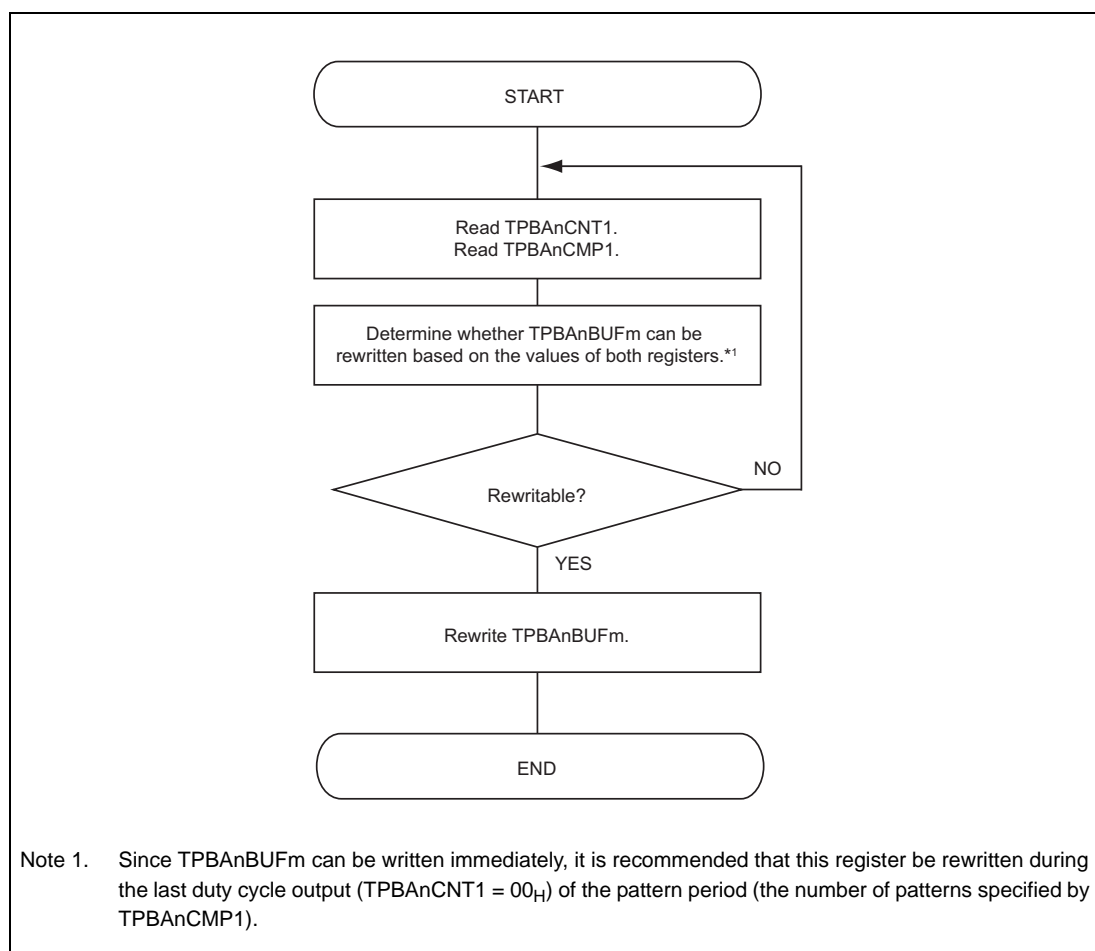 START
Read TPBAnCNT1.
Read TPBAnCMP1.
Determine whether TPBAnBUFm can be
rewritten based on the values of both registers.*1
NO
Rewritable?
YES
Rewrite TPBAnBUFm.
END
Note 1. Since TPBAnBUFm can be written immediately, it is recommended that this register be rewritten during
the last duty cycle output (TPBAnCNT1 = 00H) of the pattern period (the number of patterns specified by
TPBAnCMP1).